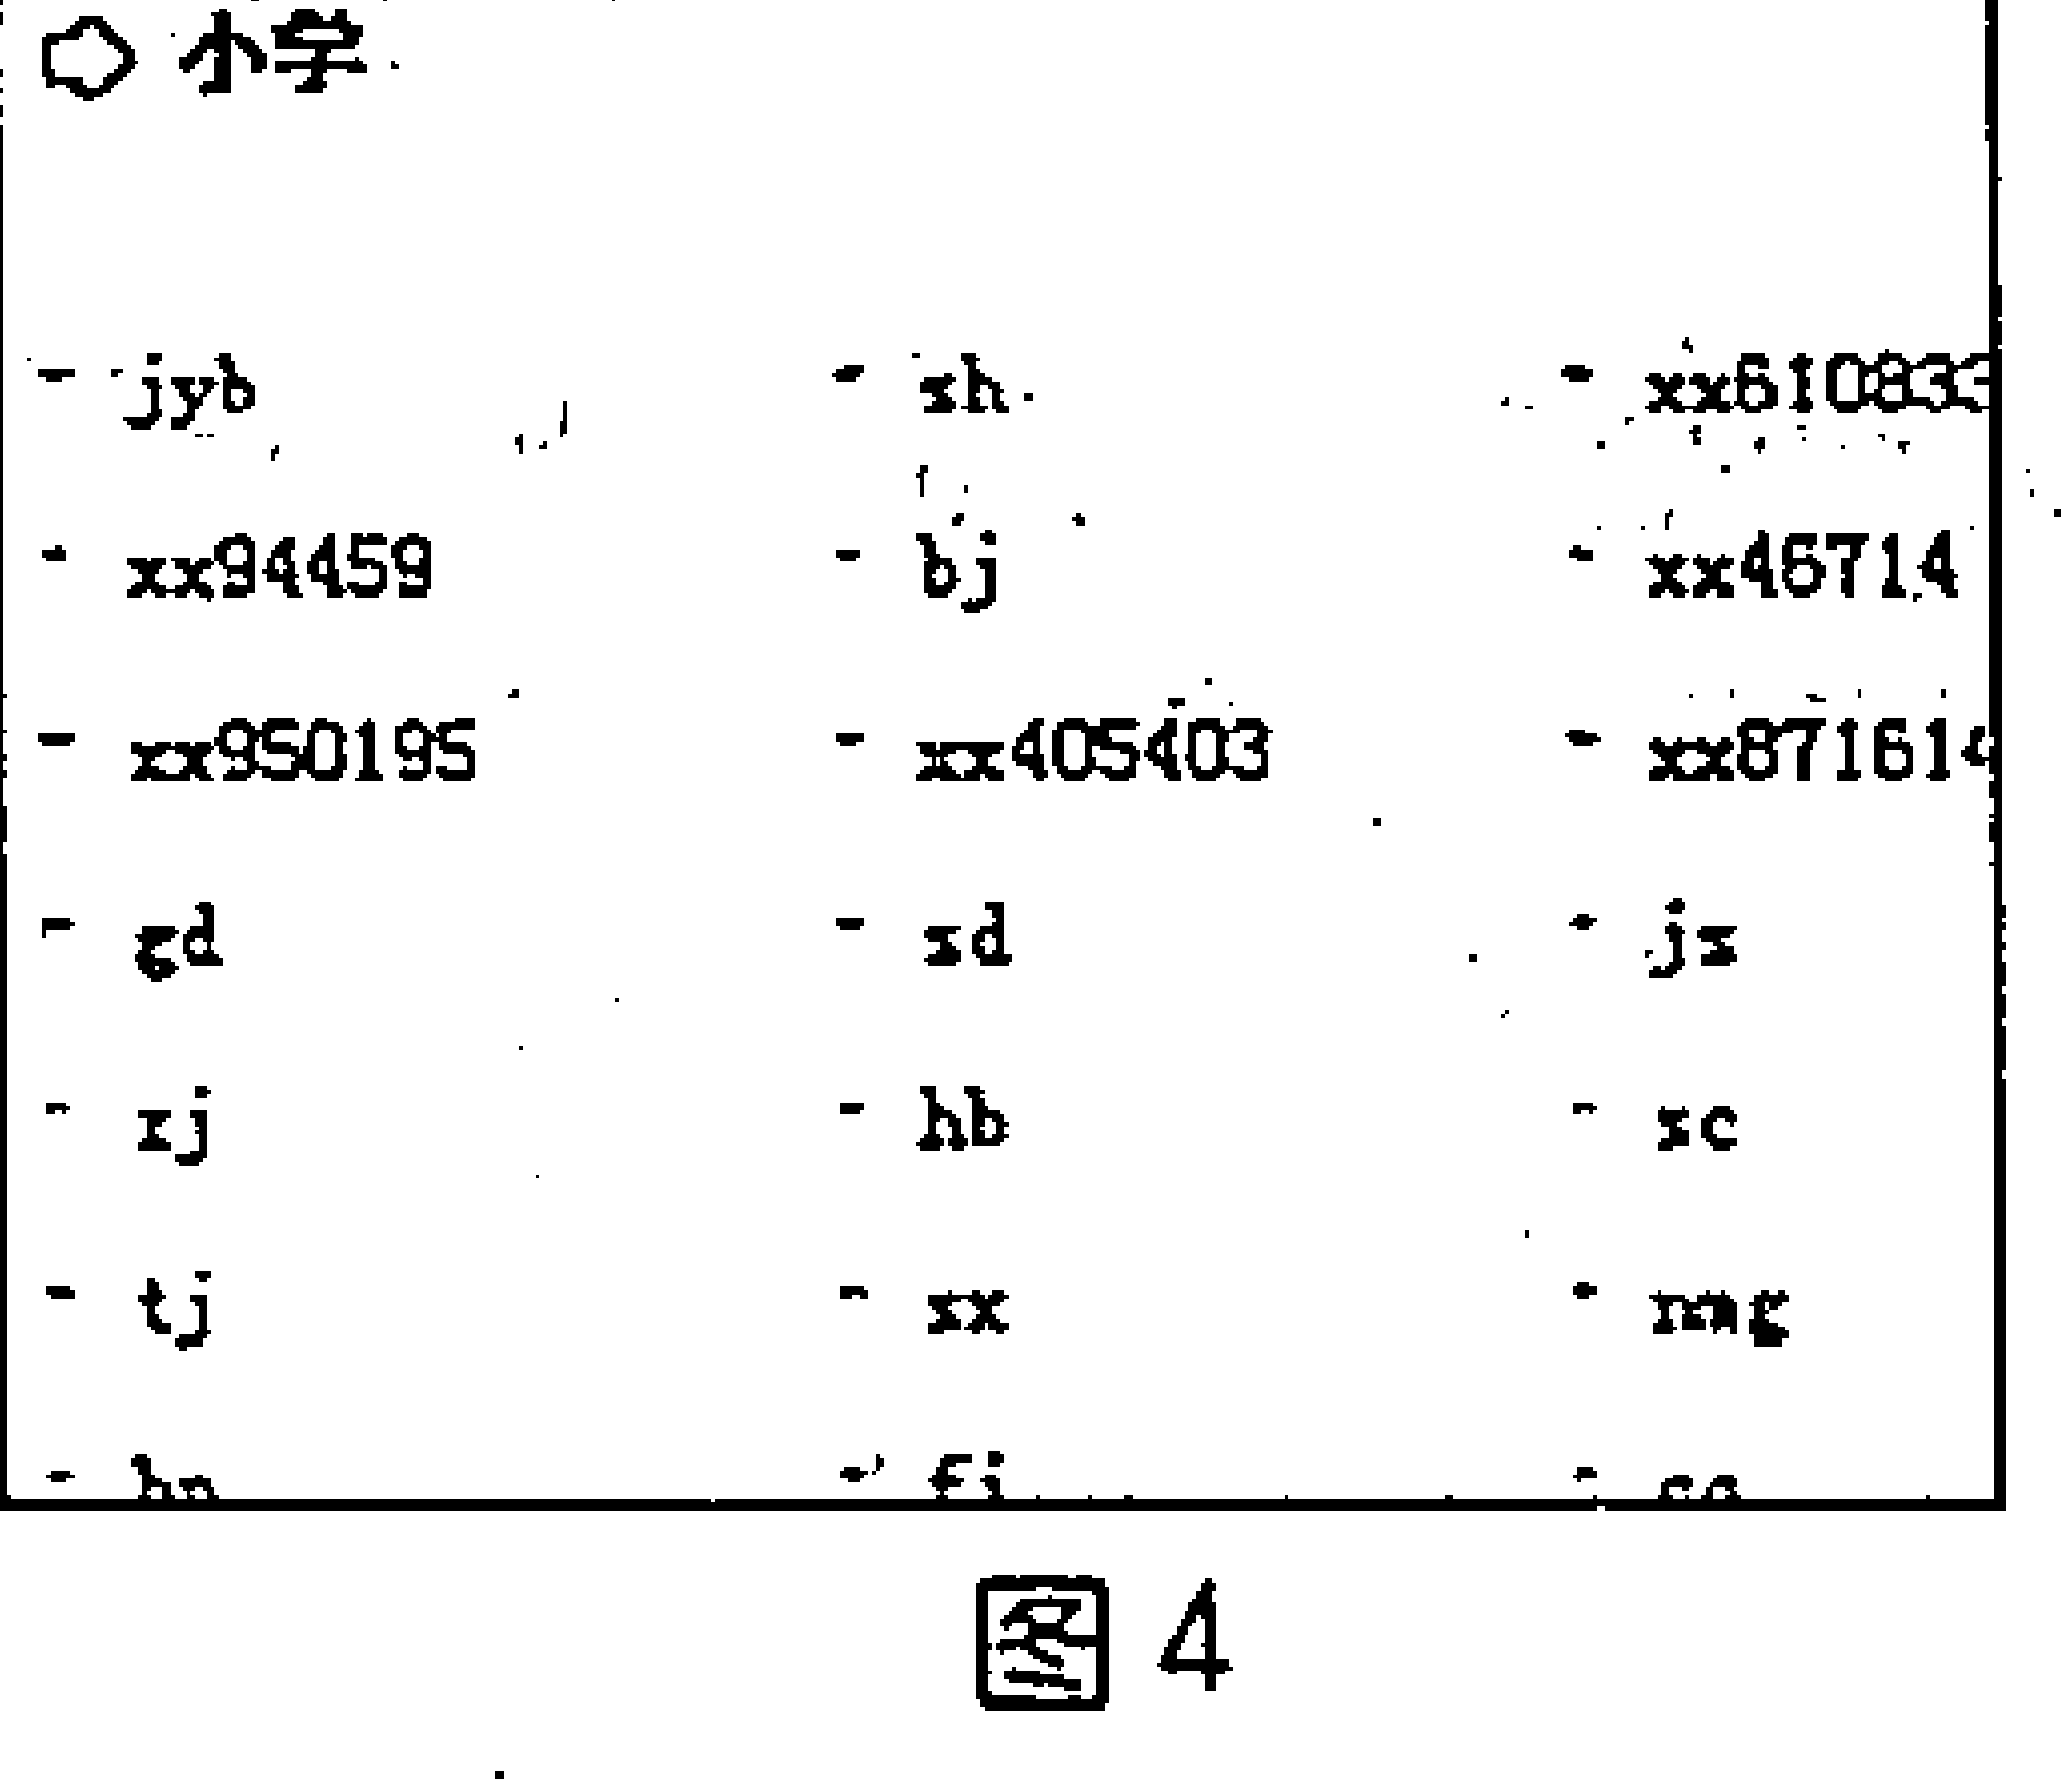 小学
- jyb - sh - xx610833
- xx94459 - bj - xx46714
- xx950195 - xx405403 - xx871614
- gd - sd - js
- xj - hb - sc
- tj - sx - nmg
图 4